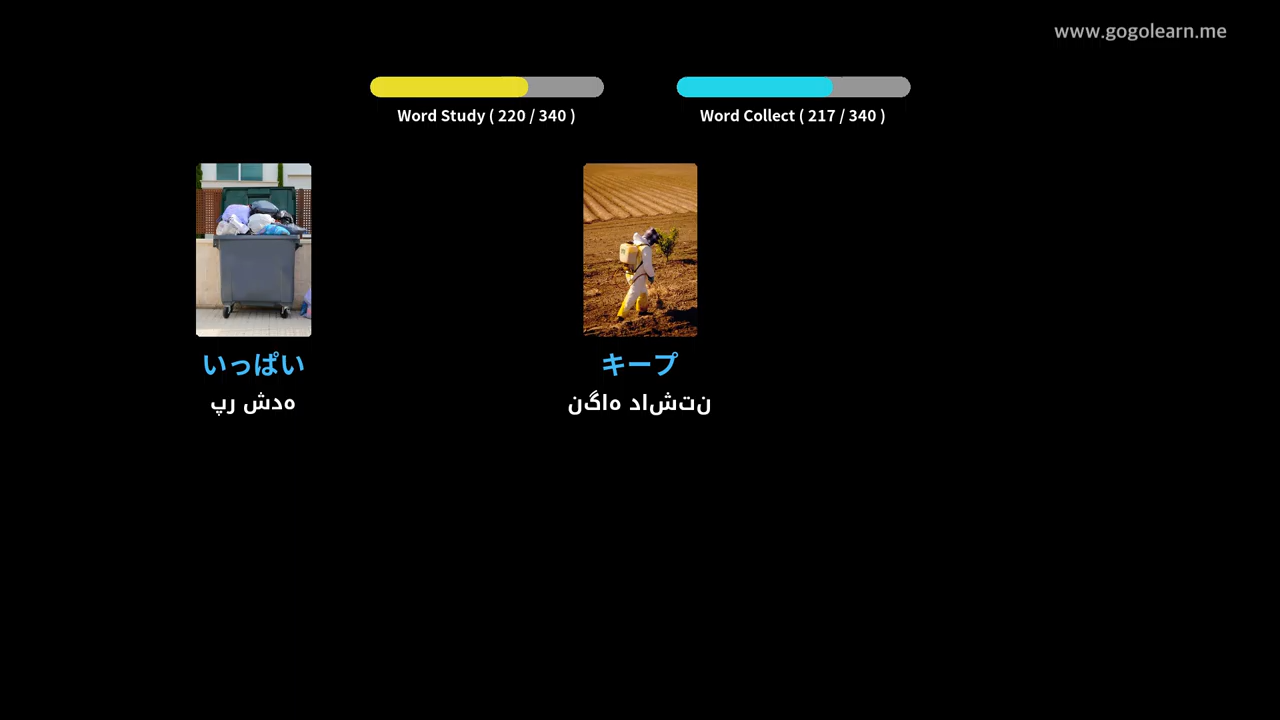 www.gogolearn.me
Word Study ( 220 / 340 )
Word Collect ( 217 / 340 )
いっぱい
پر شده
キープ
نگاه داشتن